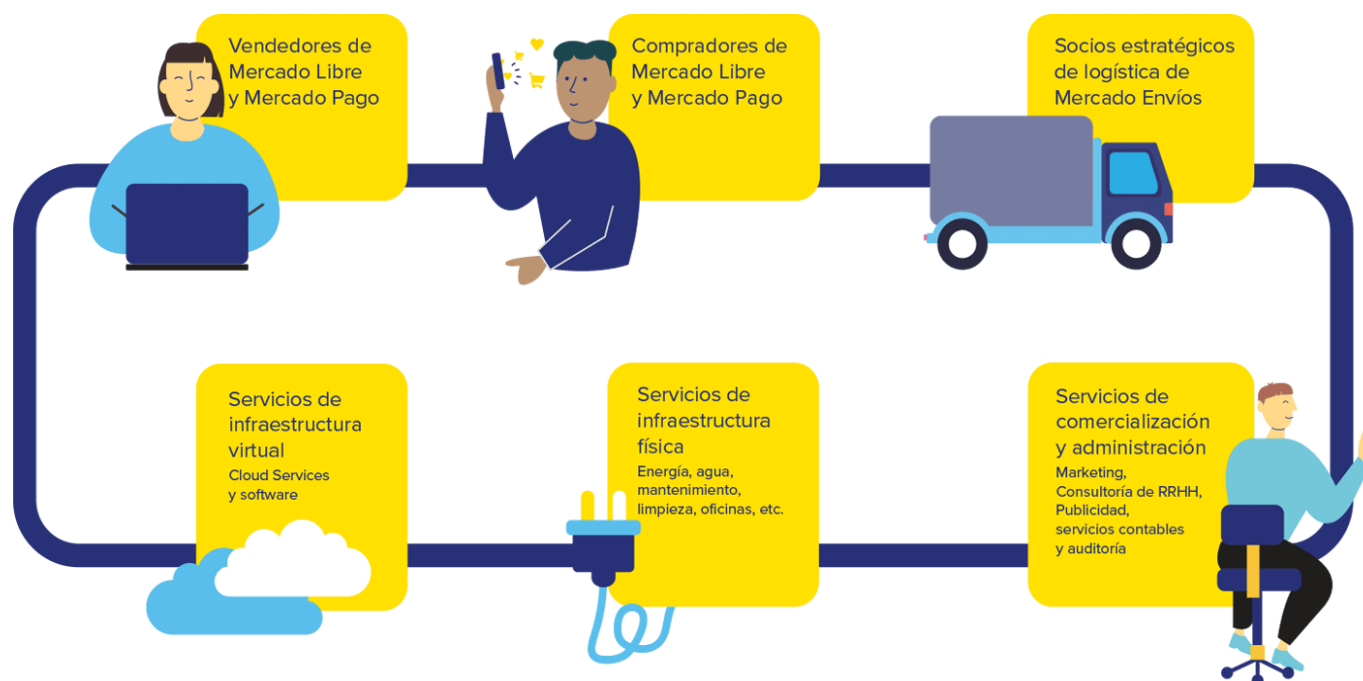 Vendedores de
Mercado Libre
y Mercado Pago
Compradores de
Mercado Libre
y Mercado Pago
Socios estratégicos
de logística de
Mercado Envíos
Servicios de
infraestructura
virtual
Cloud Services
y software
Servicios de
infraestructura
física
Energía, agua,
mantenimiento,
limpieza, oficinas, etc.
Servicios de
comercialización
y administración
Marketing,
Consultoría de RRHH,
Publicidad,
servicios contables
y auditoría